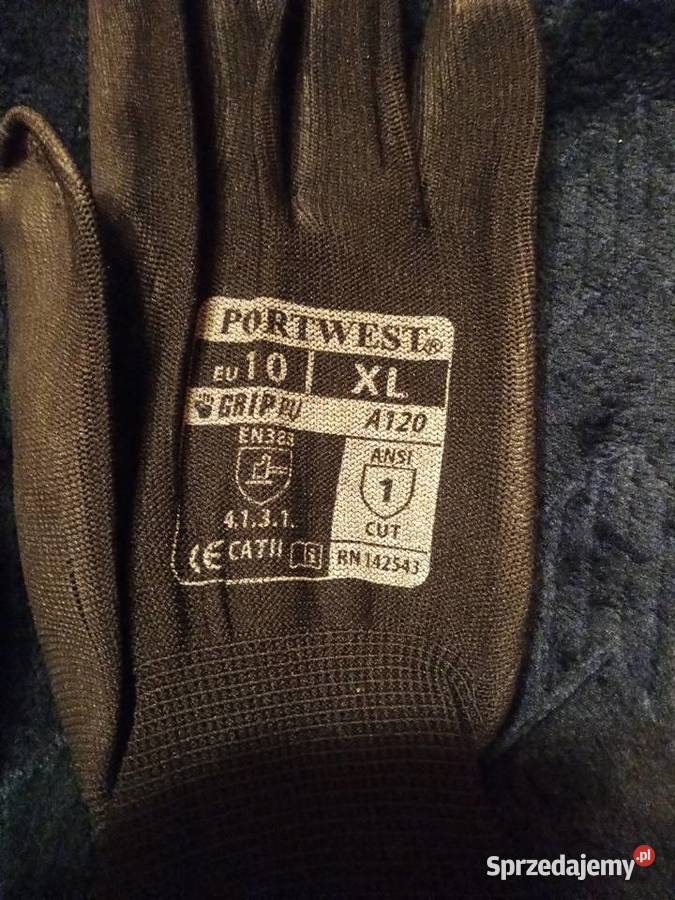 PORTWEST®
EU 10 XL
GRIP PU A120
EN388
4.1.3.1.
CE CAT II i
ANSI
1
CUT
RN 142543
Sprzedajemy.pl